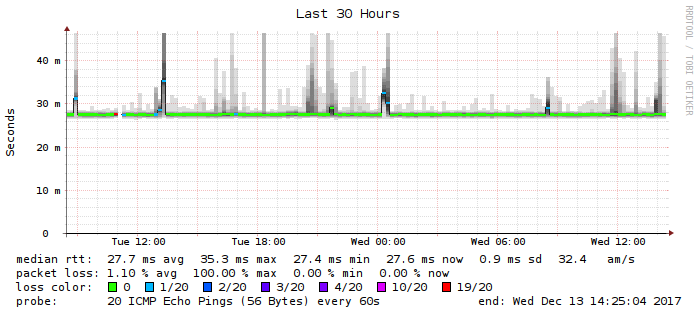 Last 30 Hours
RRDTOOL / TOBI OETIKER
Seconds
40 m
30 m
20 m
10 m
0
Tue 12:00 Tue 18:00 Wed 00:00 Wed 06:00 Wed 12:00
median rtt: 27.7 ms avg 35.3 ms max 27.4 ms min 27.6 ms now 0.9 ms sd 32.4 am/s
packet loss: 1.10 % avg 100.00 % max 0.00 % min 0.00 % now
loss color: 0 1/20 2/20 3/20 4/20 10/20 19/20
probe: 20 ICMP Echo Pings (56 Bytes) every 60s end: Wed Dec 13 14:25:04 2017